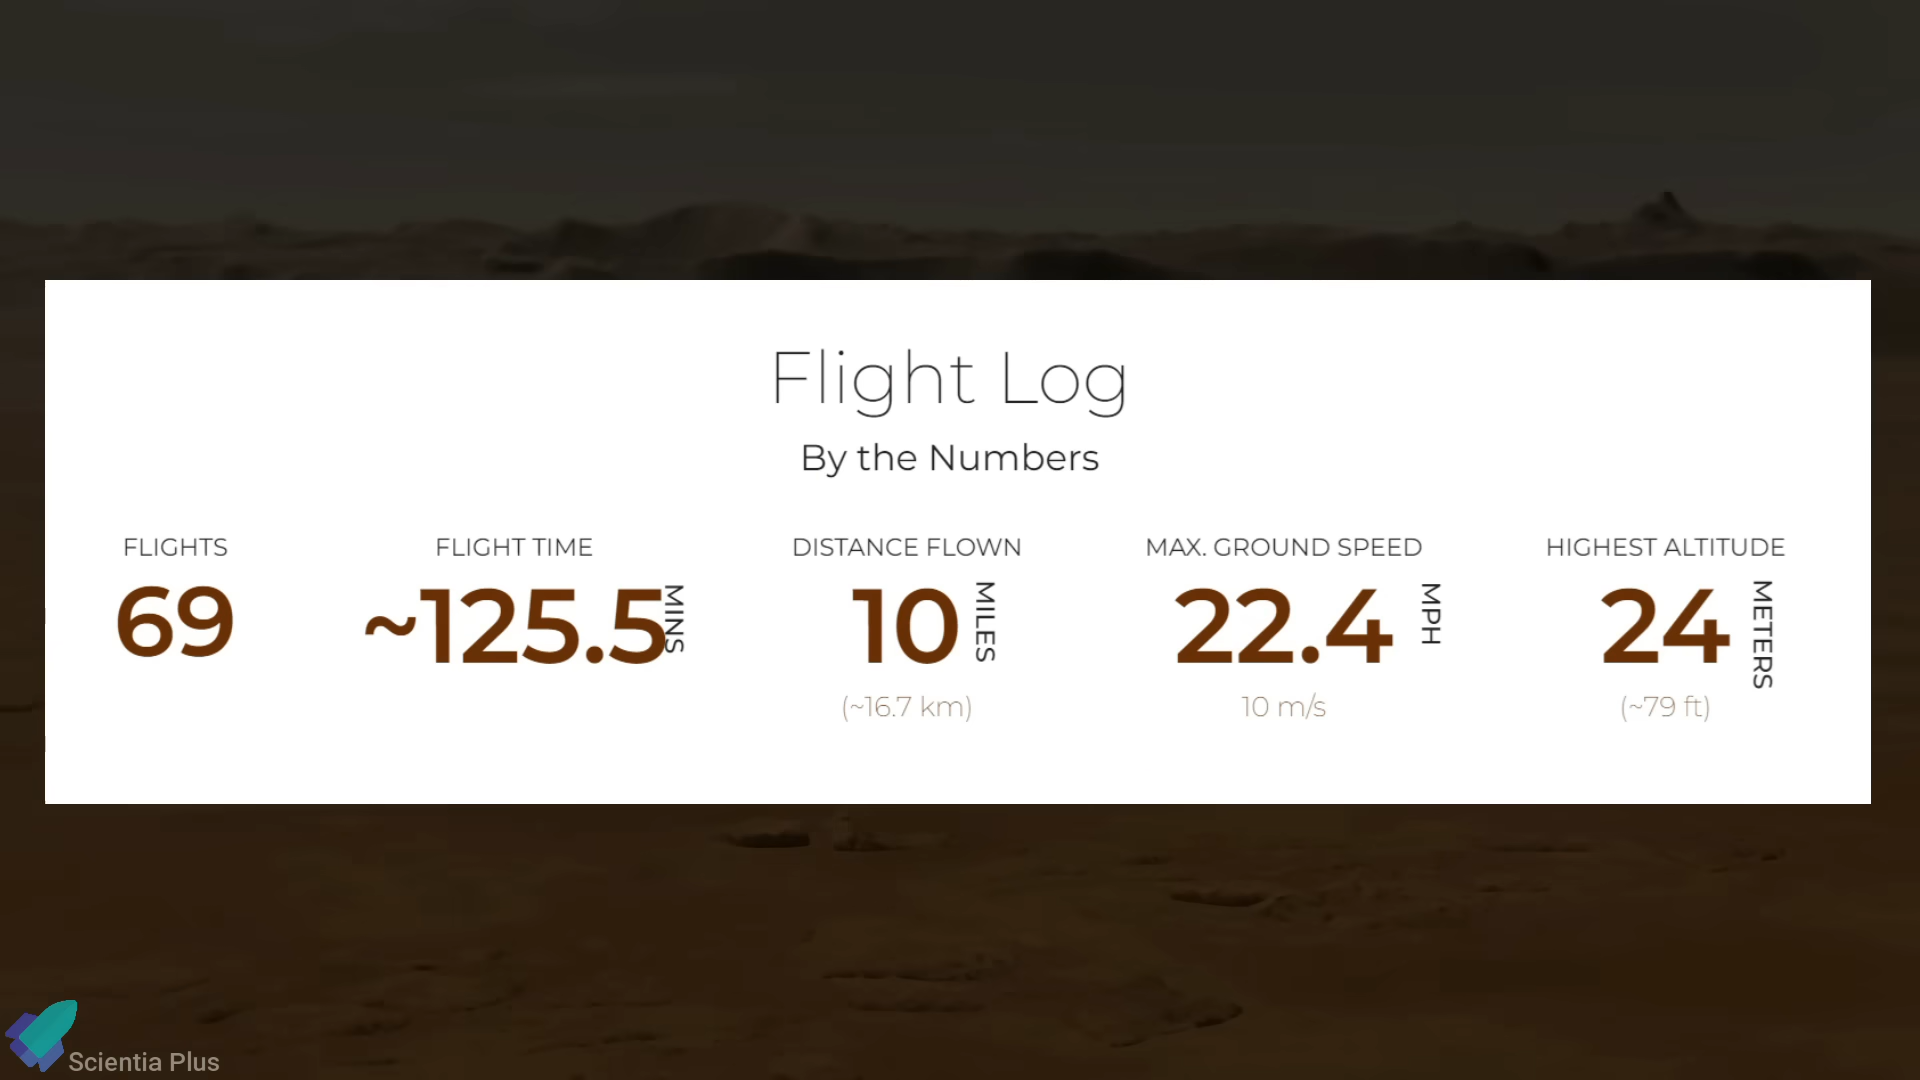 Flight Log
By the Numbers
FLIGHTS
69
FLIGHT TIME
~125.5 MINS
DISTANCE FLOWN
10 MILES
(~16.7 km)
MAX. GROUND SPEED
22.4 MPH
10 m/s
HIGHEST ALTITUDE
24 METERS
(~79 ft)
Scientia Plus